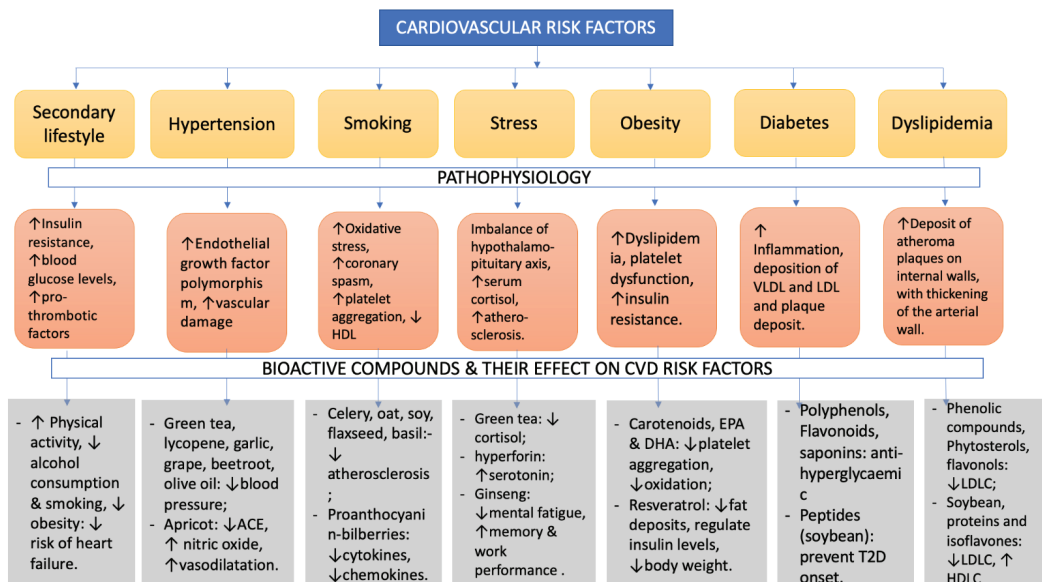 CARDIOVASCULAR RISK FACTORS
Secondary
lifestyle
Hypertension
Smoking
Stress
Obesity
Diabetes
Dyslipidemia
PATHOPHYSIOLOGY
↑Insulin
resistance,
↑blood
glucose levels,
↑pro-
thrombotic
factors
↑Endothelial
growth factor
polymorphis
m, ↑vascular
damage
↑Oxidative
stress,
↑coronary
spasm,
↑platelet
aggregation, ↓
HDL
Imbalance of
hypothalamo-
pituitary axis,
↑serum
cortisol,
↑athero-
sclerosis.
↑Dyslipidem
ia, platelet
dysfunction,
↑insulin
resistance.
↑
Inflammation,
deposition of
VLDL and LDL
and plaque
deposit.
↑Deposit of
atheroma
plaques on
internal walls,
with thickening
of the arterial
wall.
BIOACTIVE COMPOUNDS & THEIR EFFECT ON CVD RISK FACTORS
- ↑ Physical
activity, ↓
alcohol
consumption
& smoking, ↓
obesity: ↓
risk of heart
failure.
- Green tea,
lycopene, garlic,
grape, beetroot,
olive oil: ↓blood
pressure;
- Apricot: ↓ACE,
↑ nitric oxide,
↑vasodilatation.
- Celery, oat, soy,
flaxseed, basil:-
↓
atherosclerosis
;
- Proanthocyani
n-bilberries:
↓cytokines,
↓chemokines.
- Green tea: ↓
cortisol;
- hyperforin:
↑serotonin;
- Ginseng:
↓mental fatigue,
↑memory &
work
performance .
- Carotenoids, EPA
& DHA: ↓platelet
aggregation,
↓oxidation;
- Resveratrol: ↓fat
deposits, regulate
insulin levels,
↓body weight.
- Polyphenols,
Flavonoids,
saponins: anti-
hyperglycaemi
c
- Peptides
(soybean):
prevent T2D
onset.
- Phenolic
compounds,
Phytosterols,
flavonols:
↓LDLC;
- Soybean,
proteins and
isoflavones:
↓LDLC, ↑
HDLC